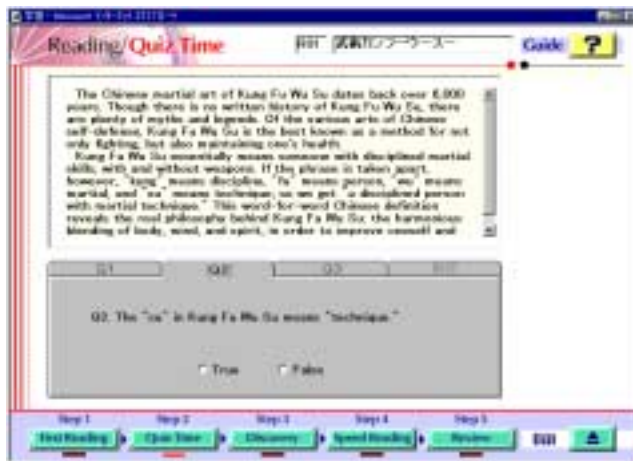 Reading/Quiz Time
Guide ?
The Chinese martial art of Kung Fu Wu Su dates back over 6,000
years. Though there is no written history of Kung Fu Wu Su, there
are plenty of myths and legends. Of the various arts of Chinese
self-defense, Kung Fu Wu Su is the best known as a method for not
only fighting, but also maintaining one's health.
Kung Fu Wu Su essentially means someone with disciplined martial
skills, with and without weapons. If the phrase is taken apart,
however, "kung" means discipline, "fu" means person, "wu" means
martial, and "su" means technique, so we get "a disciplined person
with martial technique." This word-for-word Chinese definition
reveals the real philosophy behind Kung Fu Wu Su: the harmonious
blending of body, mind, and spirit, in order to improve oneself and
Q1 Q2 Q3
Q2. The "su" in Kung Fu Wu Su means "technique."
True False
Step 1 Step 2 Step 3 Step 4 Step 5
First Reading Quiz Time Discovery Speed Reading Review